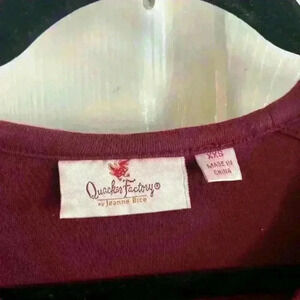 Quacker Factory®
by Jeanne Bice
XXS
MADE IN
CHINA